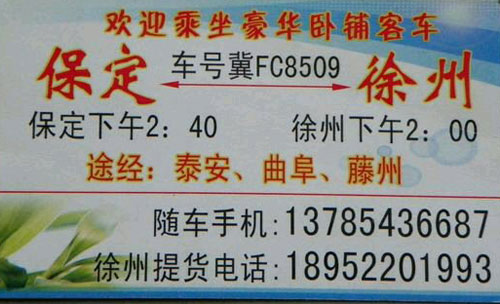 欢迎乘坐豪华卧铺客车
保定 车号冀FC8509 徐州
保定下午2：40 徐州下午2：00
途经：泰安、曲阜、藤州
随车手机:13785436687
徐州提货电话:18952201993